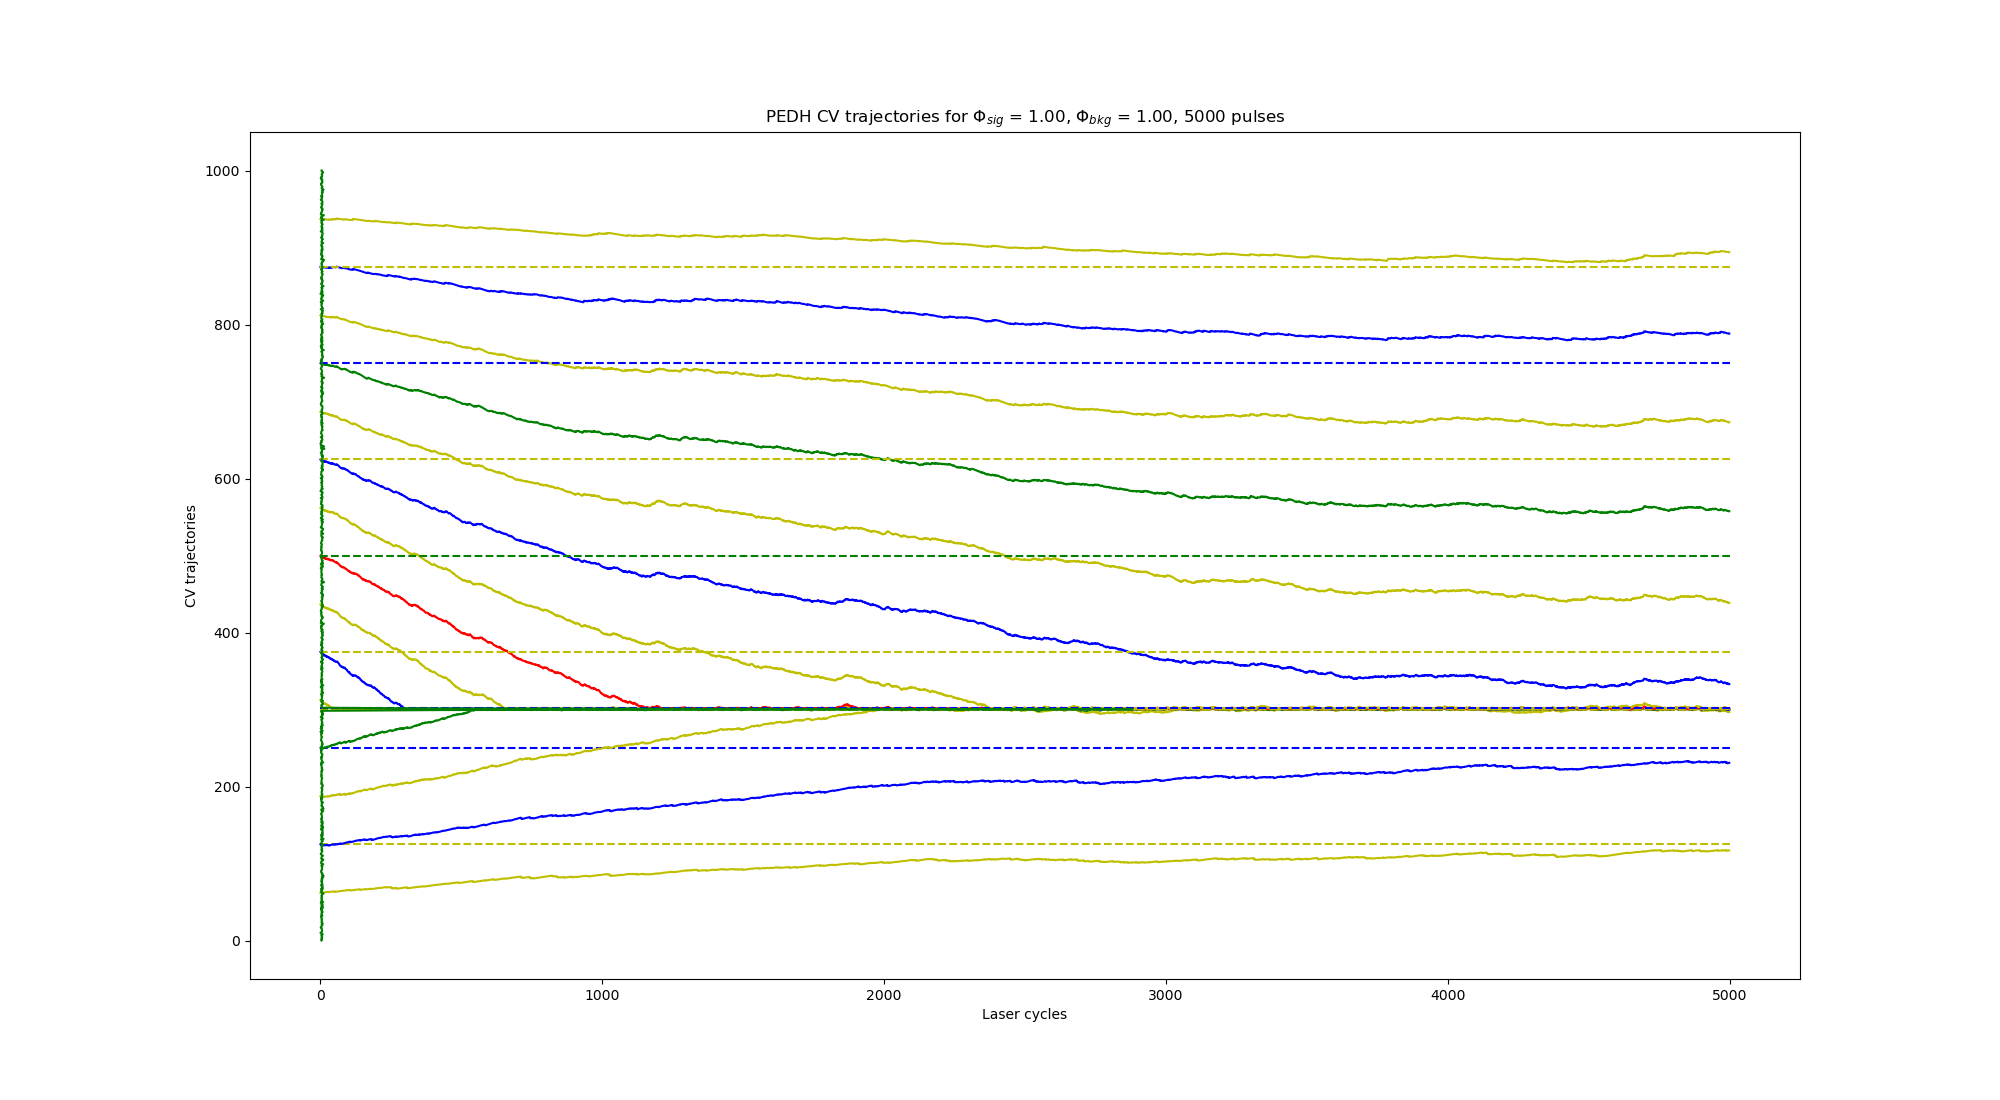 PEDH CV trajectories for Φ_sig = 1.00, Φ_bkg = 1.00, 5000 pulses
1000
800
600
400
200
0
CV trajectories
0 1000 2000 3000 4000 5000
Laser cycles